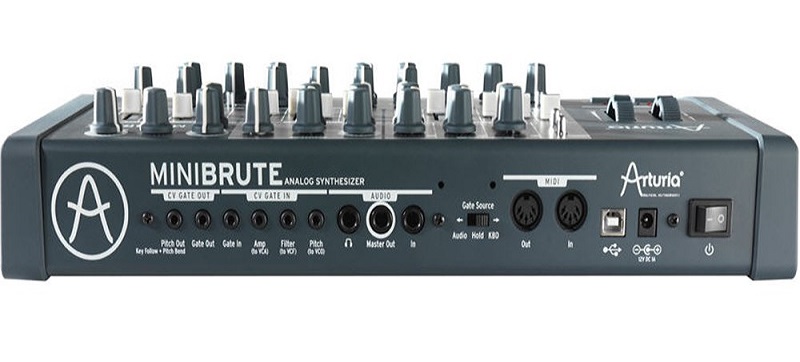 Arturia
MINIBRUTE ANALOG SYNTHESIZER
CV GATE OUT
CV GATE IN
AUDIO
MIDI
Arturia
Pitch Out
Key Follow + Pitch Bend
Gate Out
Gate In
Amp
(to VCA)
Filter
(to VCF)
Pitch
(to VCO)
Master Out
In
Gate Source
Audio Hold KBD
Out
In
12V DC 1A